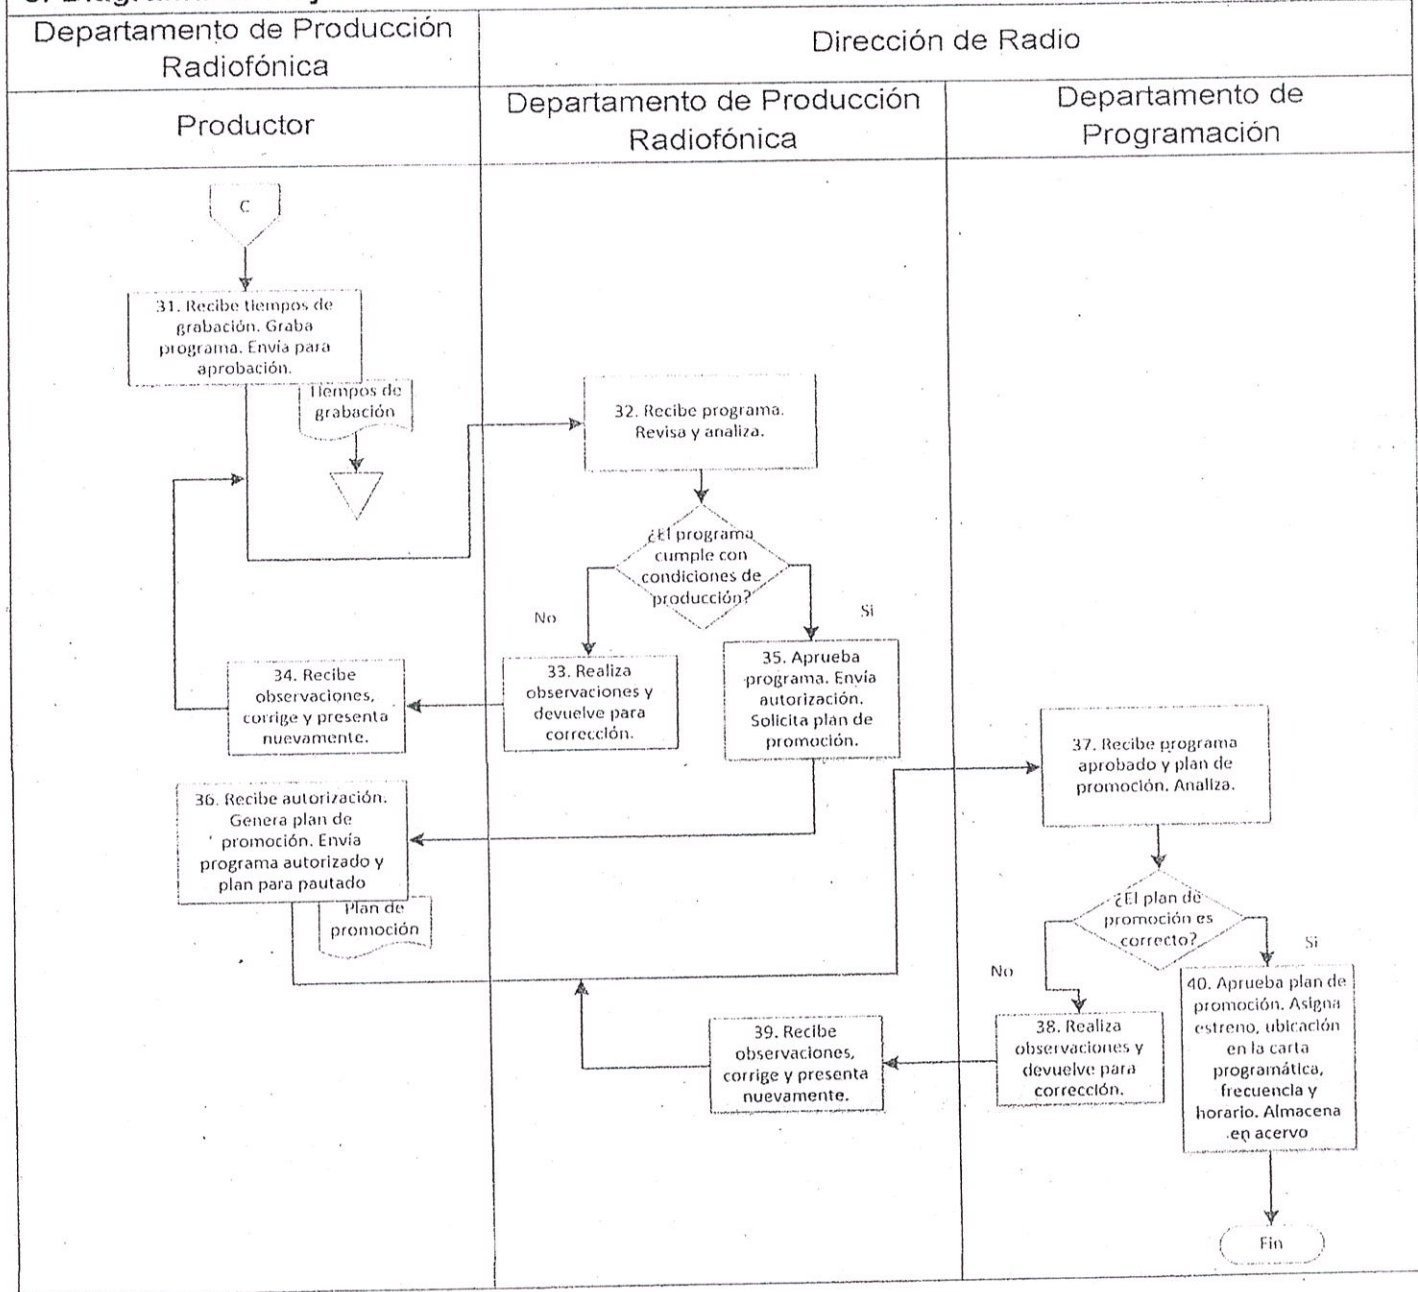 Departamento de Producción
Radiofónica
Dirección de Radio
Productor
Departamento de Producción
Radiofónica
Departamento de
Programación
C
31. Recibe tiempos de
grabación. Graba
programa. Envía para
aprobación.
Tiempos de
grabación
32. Recibe programa.
Revisa y analiza.
¿El programa
cumple con
condiciones de
producción?
No
Si
34. Recibe
observaciones,
corrige y presenta
nuevamente.
33. Realiza
observaciones y
devuelve para
corrección.
35. Aprueba
programa. Envía
autorización.
Solicita plan de
promoción.
36. Recibe autorización.
Genera plan de
promoción. Envía
programa autorizado y
plan para pautado
Plan de
promoción
37. Recibe programa
aprobado y plan de
promoción. Analiza.
¿El plan de
promoción es
correcto?
No
Si
39. Recibe
observaciones,
corrige y presenta
nuevamente.
38. Realiza
observaciones y
devuelve para
corrección.
40. Aprueba plan de
promoción. Asigna
estreno, ubicación
en la carta
programática,
frecuencia y
horario. Almacena
en acervo
Fin